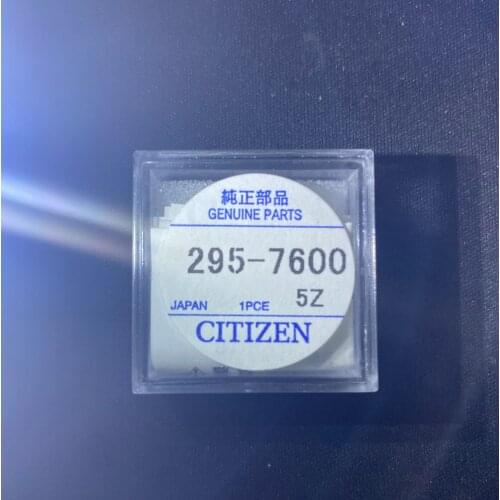 純正部品
GENUINE PARTS
295-7600
5Z
JAPAN 1PCE
CITIZEN